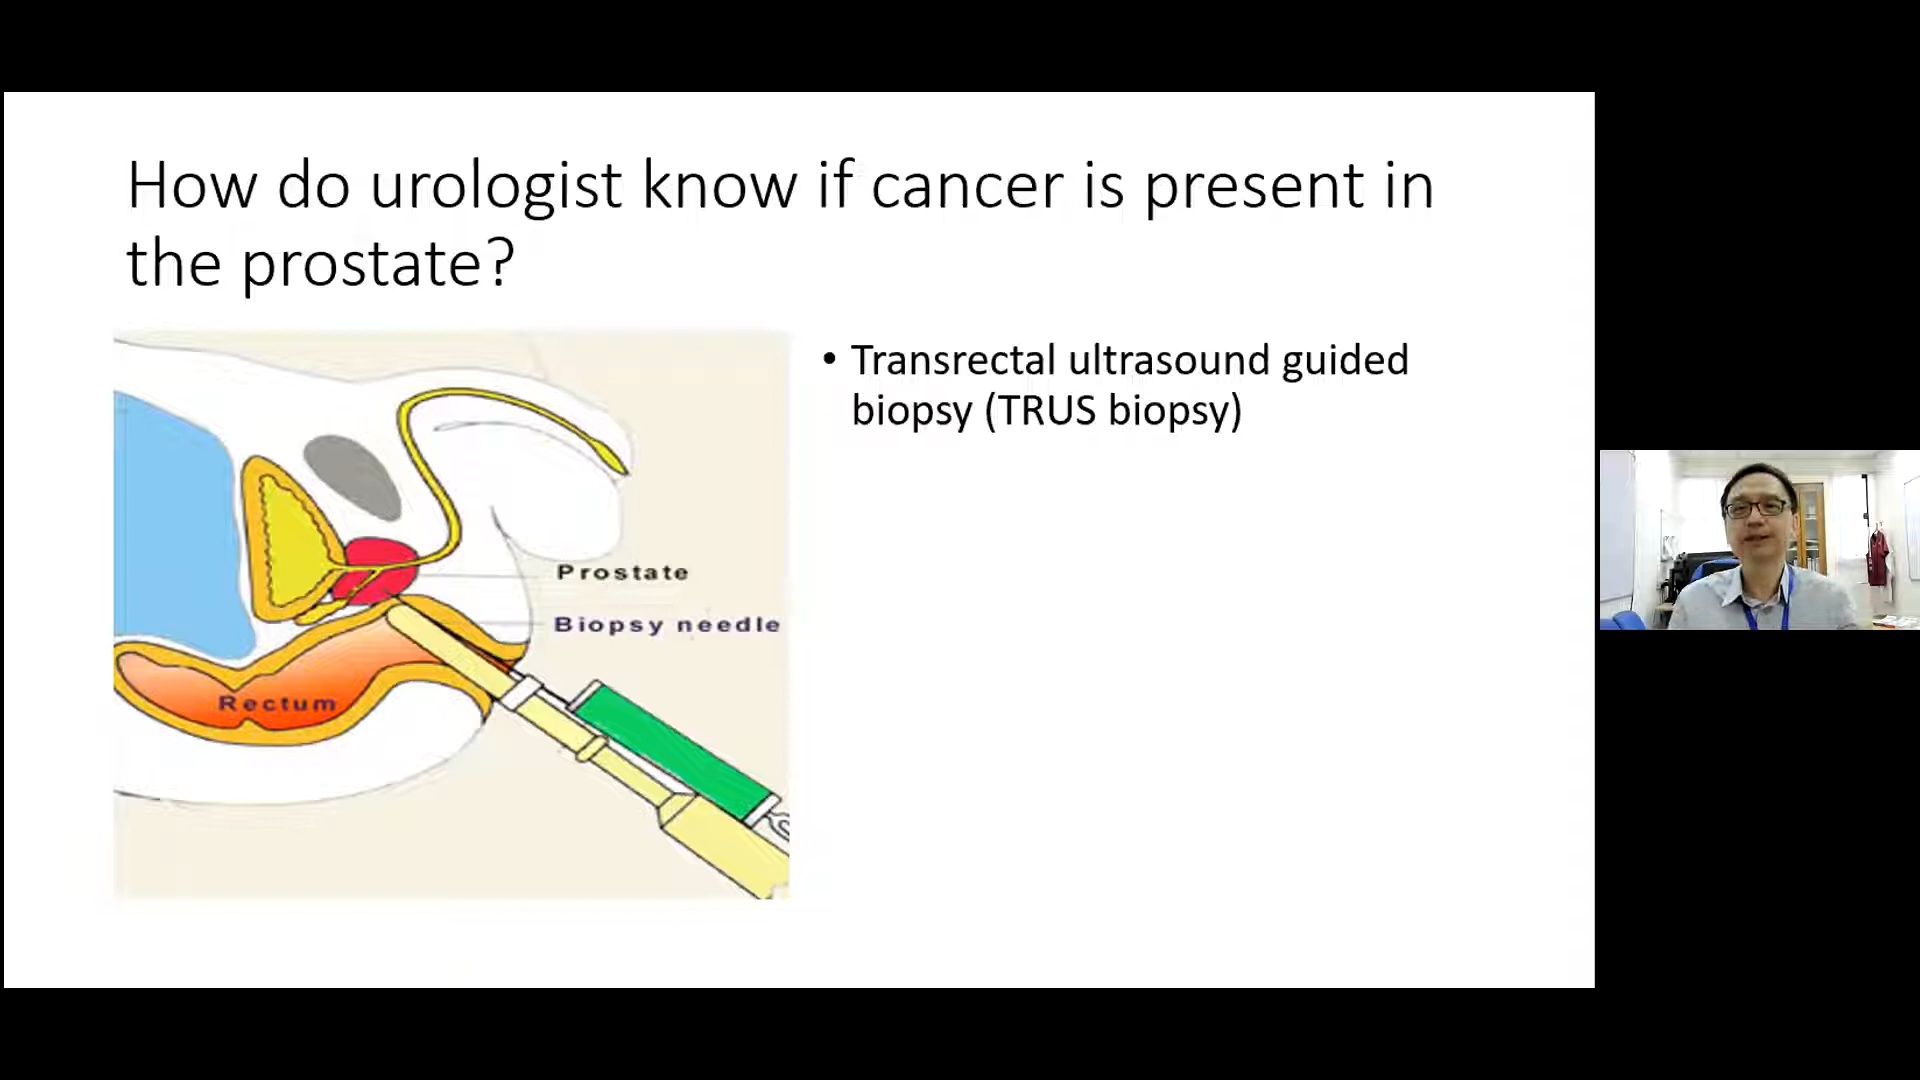 How do urologist know if cancer is present in
the prostate?
• Transrectal ultrasound guided
biopsy (TRUS biopsy)
Prostate
Biopsy needle
Rectum